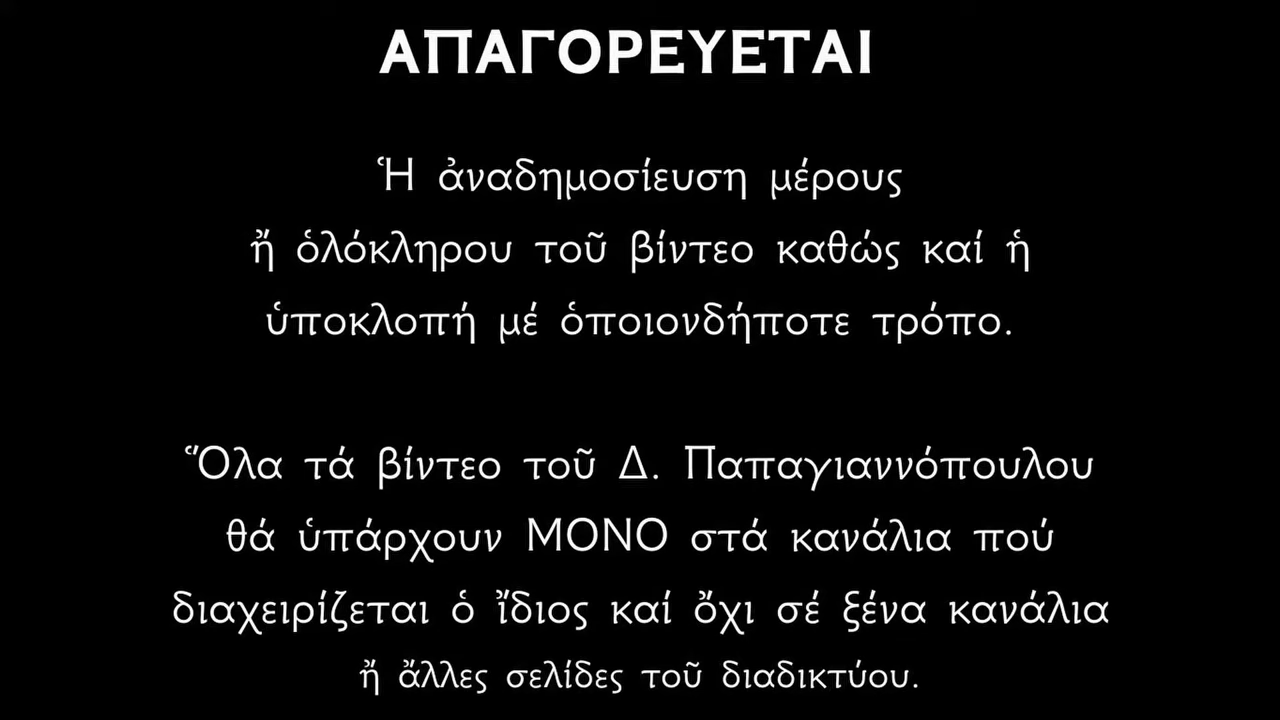 ΑΠΑΓΟΡΕΥΕΤΑΙ
Ἡ ἀναδημοσίευση μέρους
ἤ ὁλόκληρου τοῦ βίντεο καθώς καί ἡ
ὑποκλοπή μέ ὁποιονδήποτε τρόπο.
Ὅλα τά βίντεο τοῦ Δ. Παπαγιαννόπουλου
θά ὑπάρχουν ΜΟΝΟ στά κανάλια πού
διαχειρίζεται ὁ ἴδιος καί ὄχι σέ ξένα κανάλια
ἤ ἄλλες σελίδες τοῦ διαδικτύου.